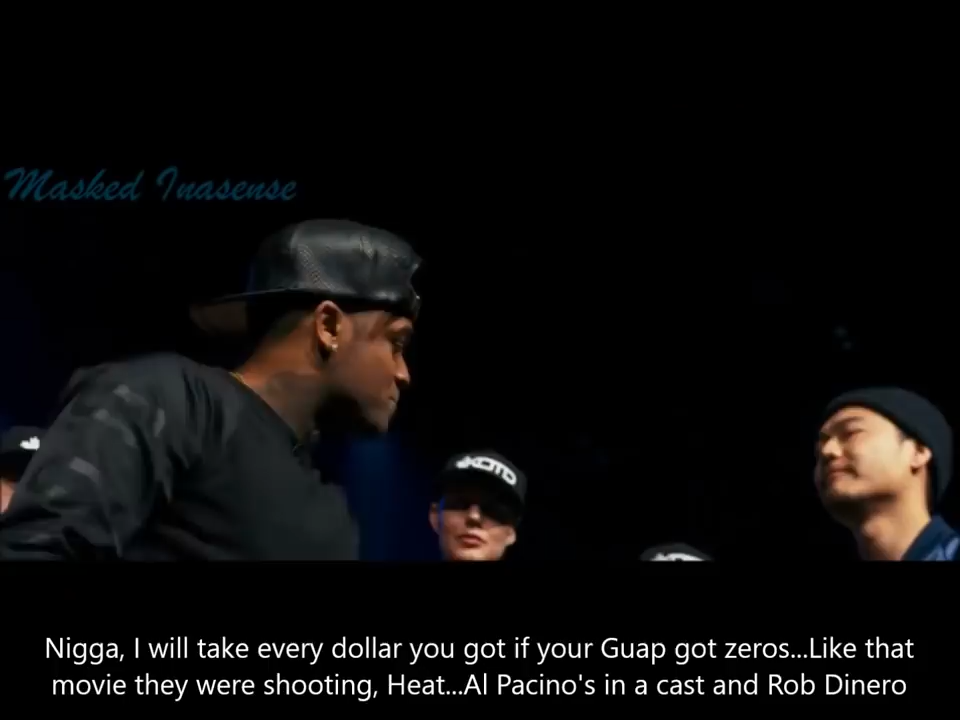 Masked Inasense
KOTD
Nigga, I will take every dollar you got if your Guap got zeros...Like that
movie they were shooting, Heat...Al Pacino's in a cast and Rob Dinero